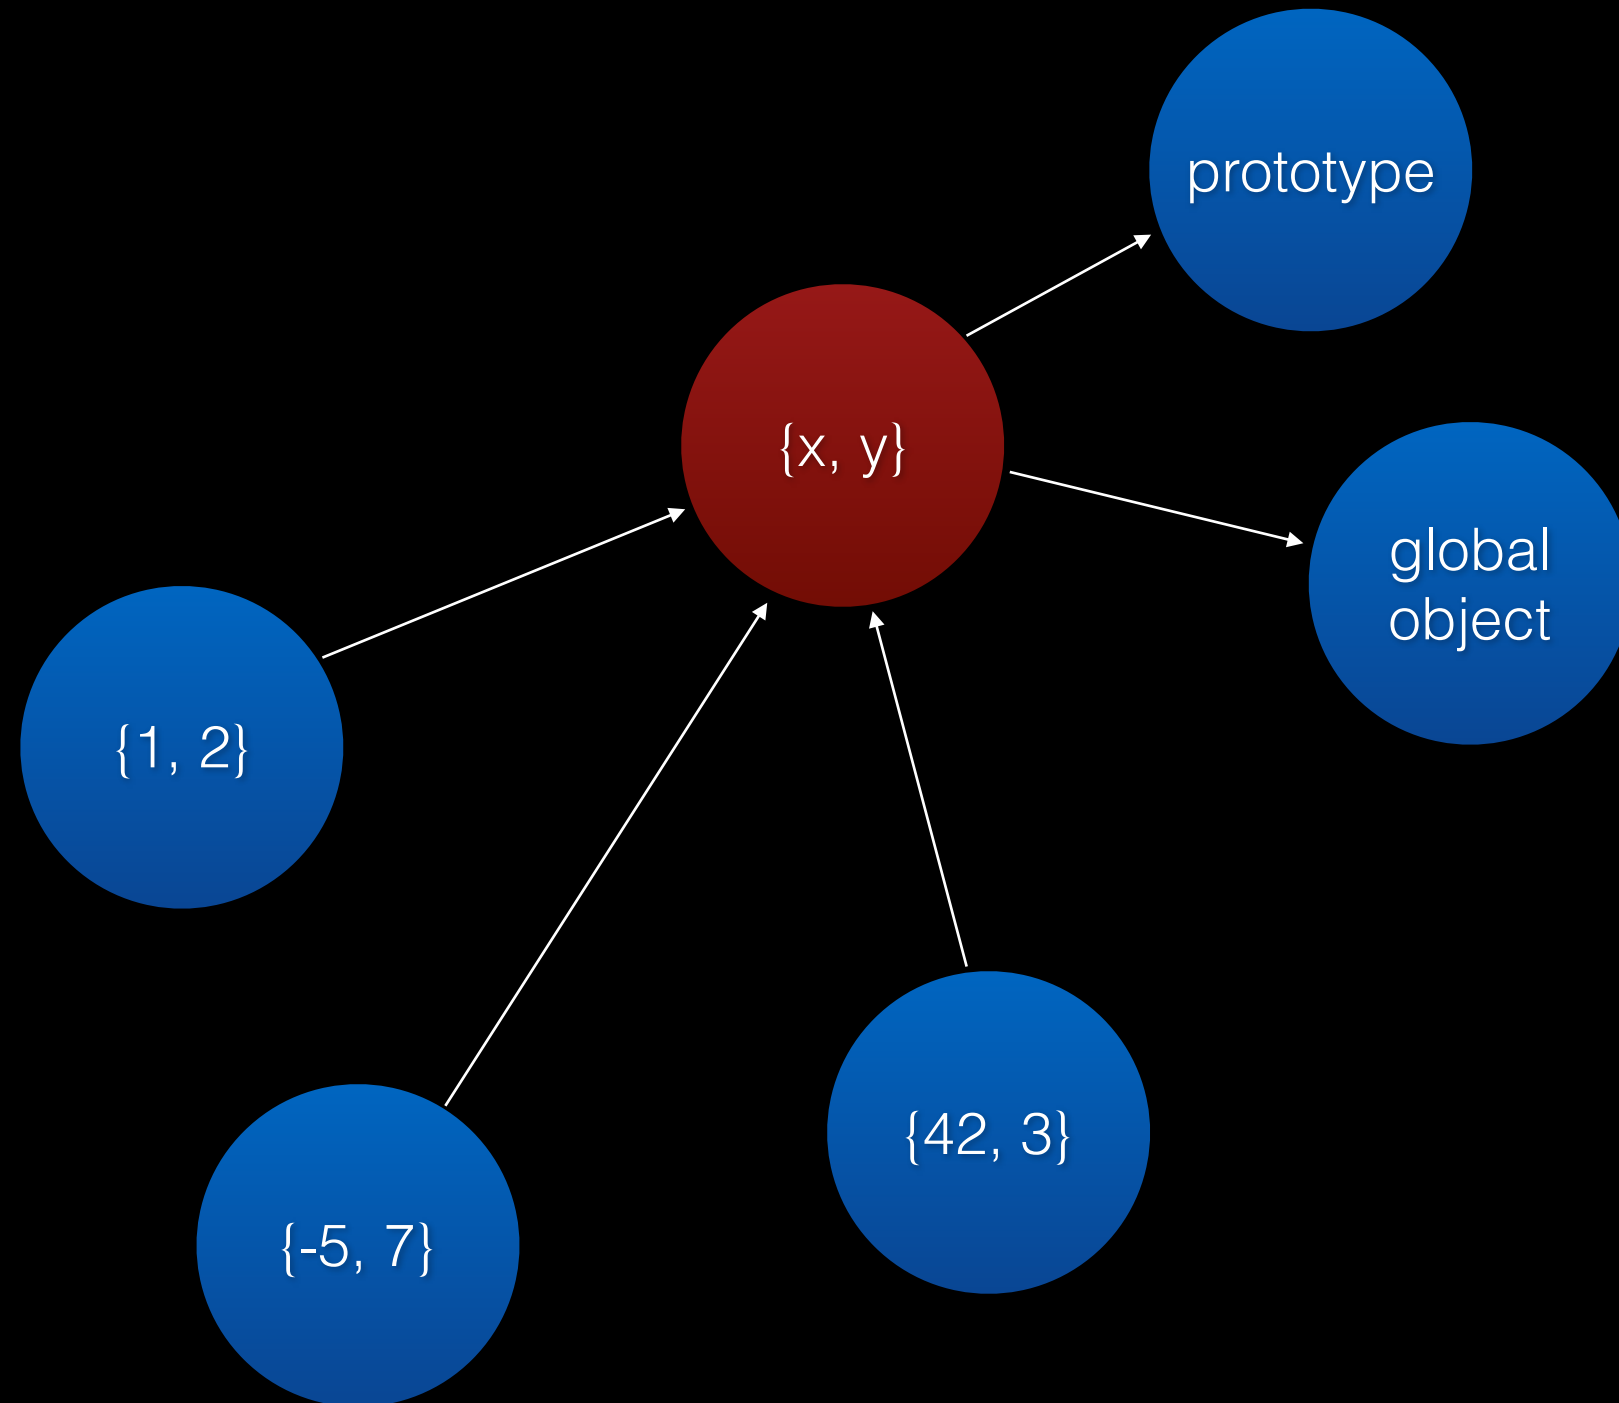 prototype
{x, y}
global
object
{1, 2}
{42, 3}
{-5, 7}